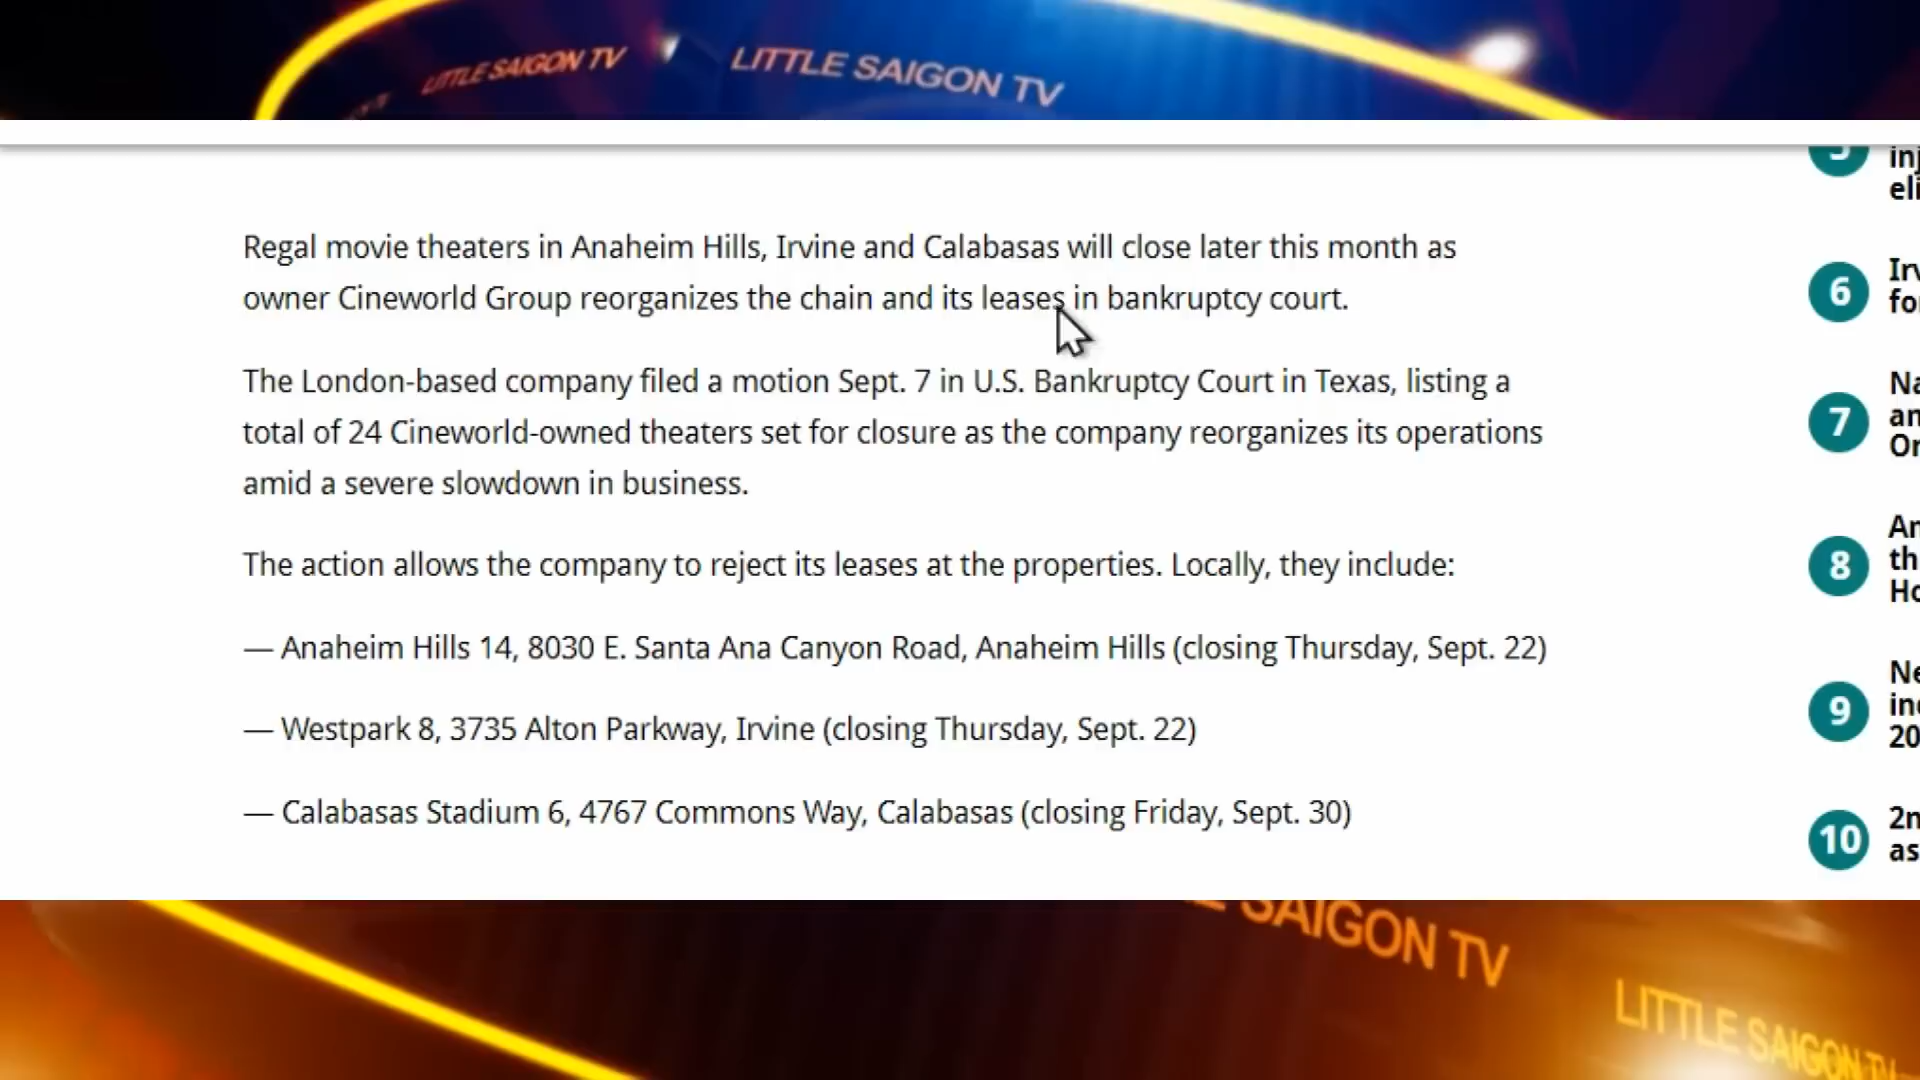 LITTLE SAIGON TV
LITTLE SAIGON TV
Regal movie theaters in Anaheim Hills, Irvine and Calabasas will close later this month as
owner Cineworld Group reorganizes the chain and its leases in bankruptcy court.
The London-based company filed a motion Sept. 7 in U.S. Bankruptcy Court in Texas, listing a
total of 24 Cineworld-owned theaters set for closure as the company reorganizes its operations
amid a severe slowdown in business.
The action allows the company to reject its leases at the properties. Locally, they include:
— Anaheim Hills 14, 8030 E. Santa Ana Canyon Road, Anaheim Hills (closing Thursday, Sept. 22)
— Westpark 8, 3735 Alton Parkway, Irvine (closing Thursday, Sept. 22)
— Calabasas Stadium 6, 4767 Commons Way, Calabasas (closing Friday, Sept. 30)
6
7
8
9
20
10
as
SAIGON TV
LITTLE SAIGON TV